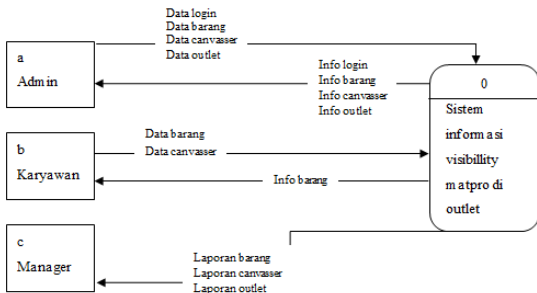 Data login
Data barang
Data canvasser
Data outlet
a
Admin
Info login
Info barang
Info canvasser
Info outlet
0
Sistem
informasi
visibillity
matpro di
outlet
b
Karyawan
Data barang
Data canvasser
Info barang
c
Manager
Laporan barang
Laporan canvasser
Laporan outlet